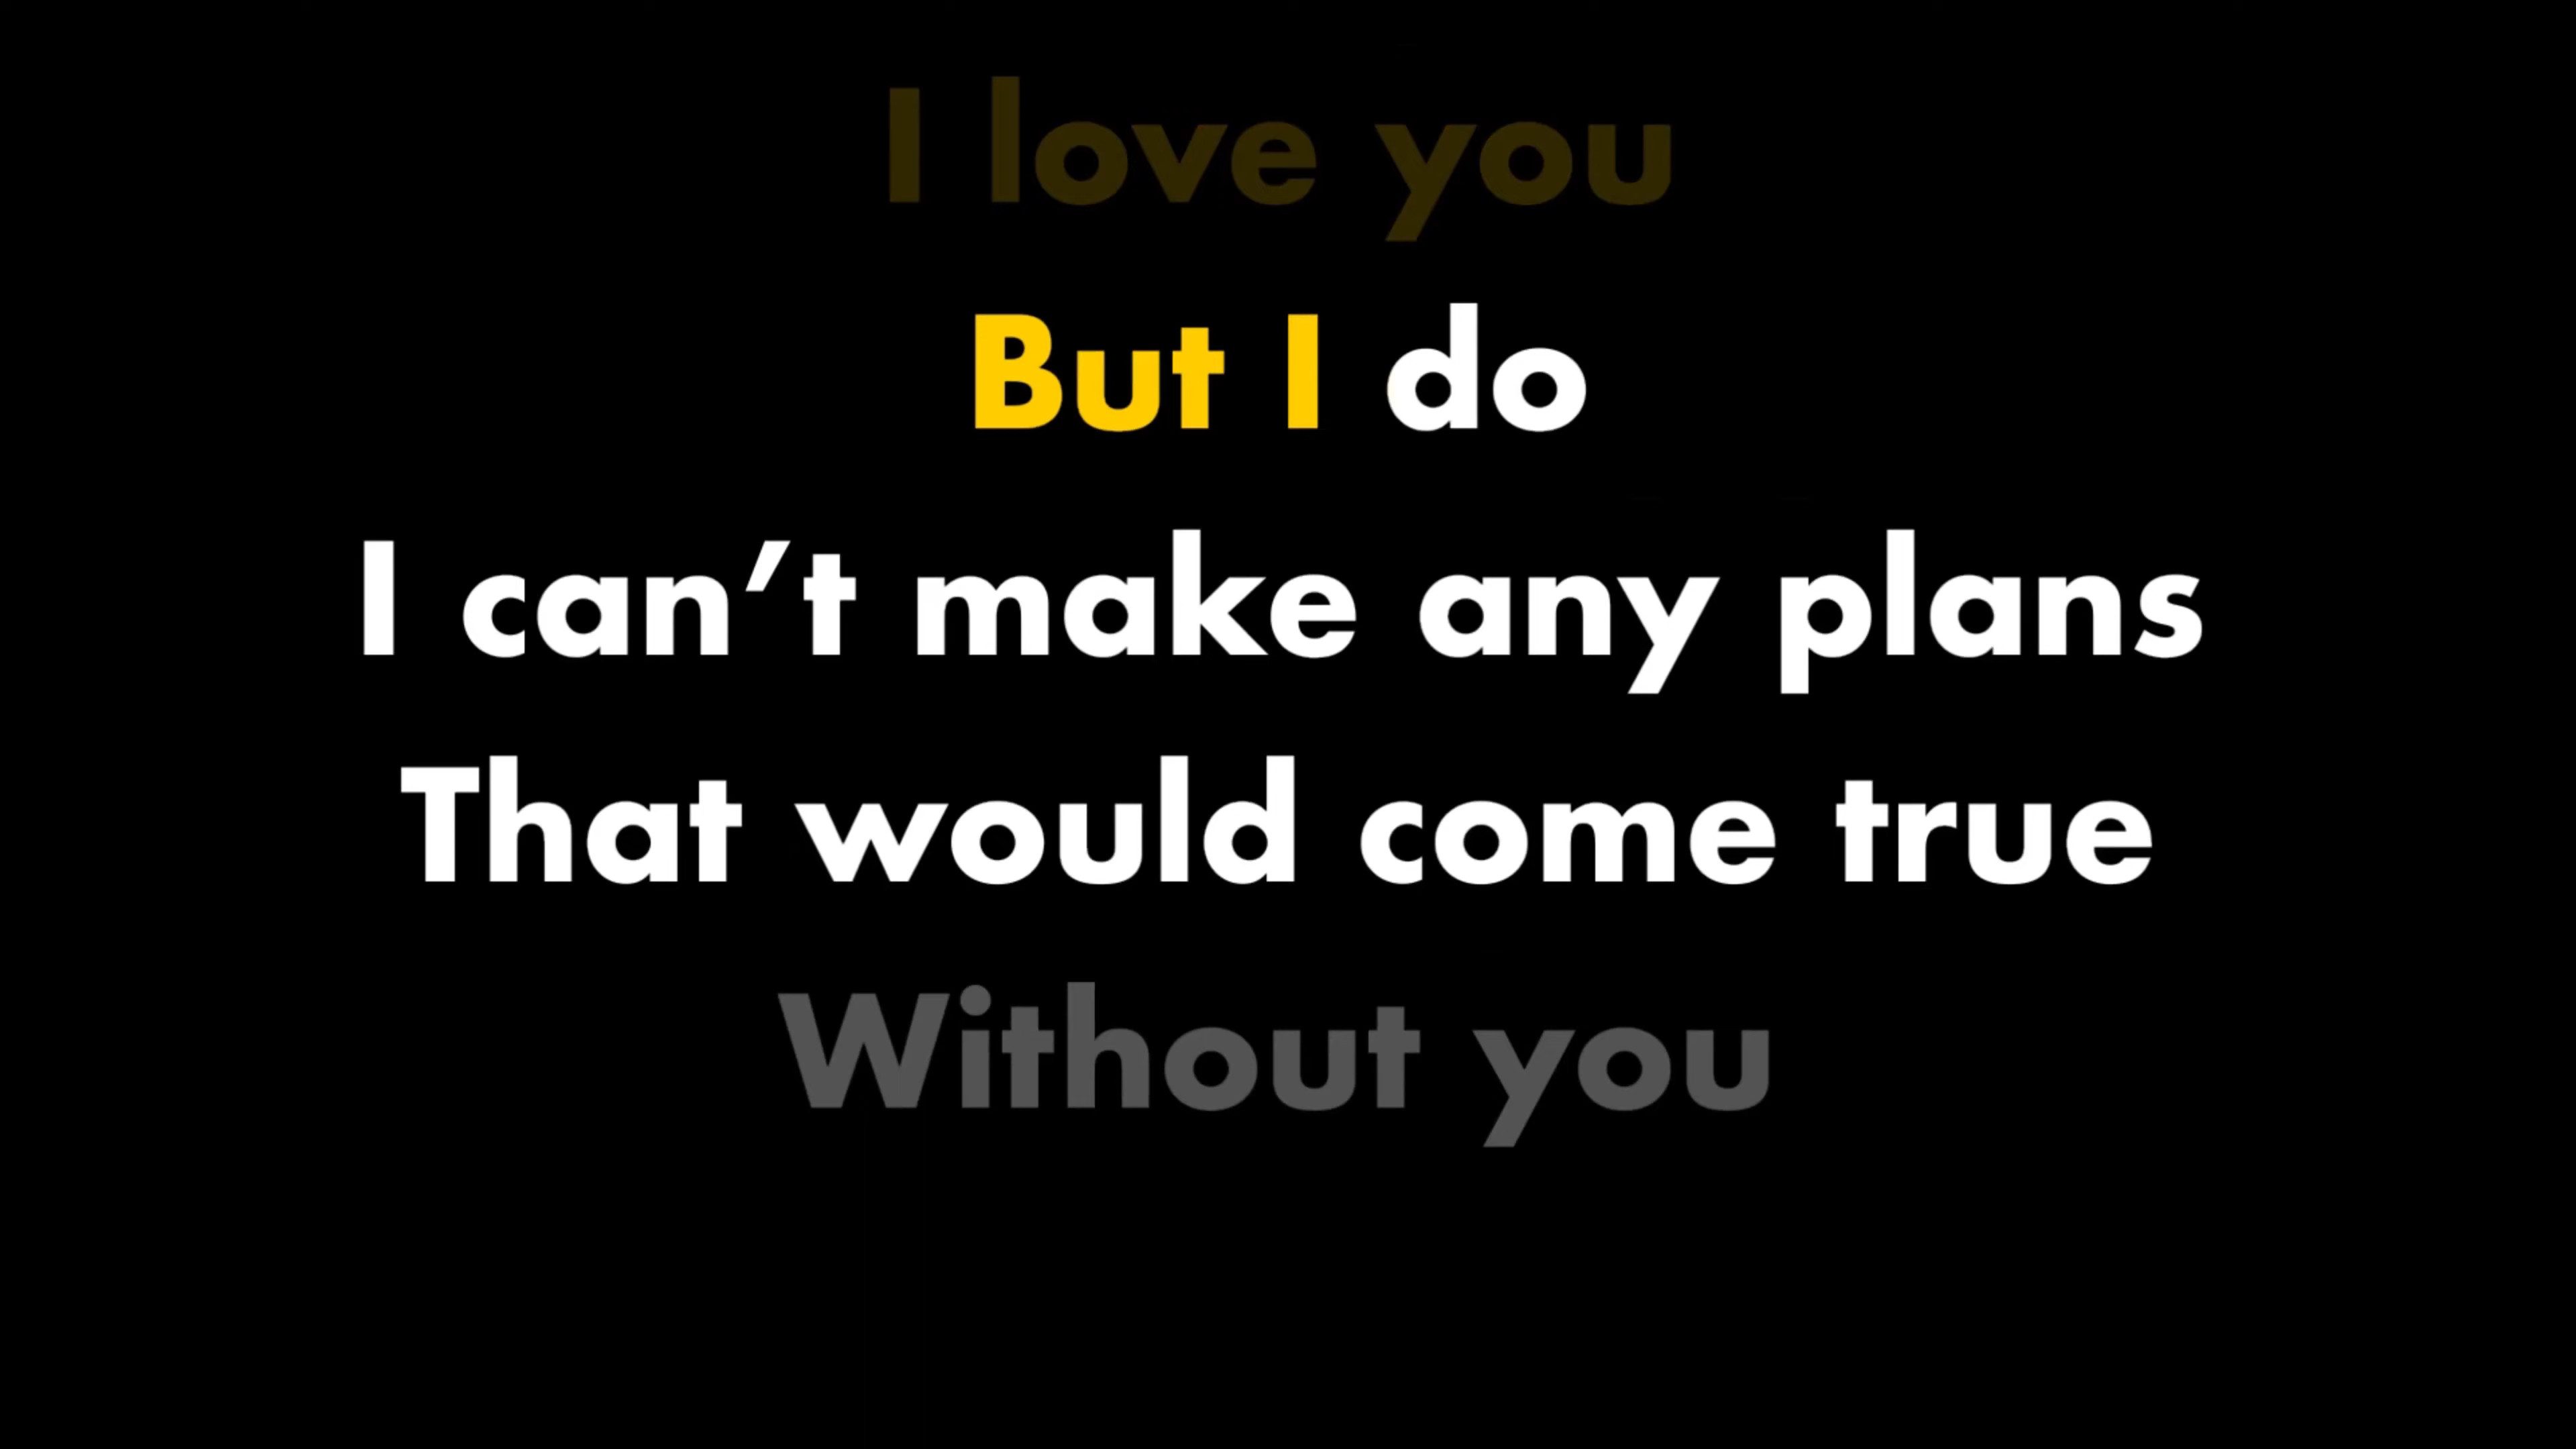 I love you
But I do
I can’t make any plans
That would come true
Without you